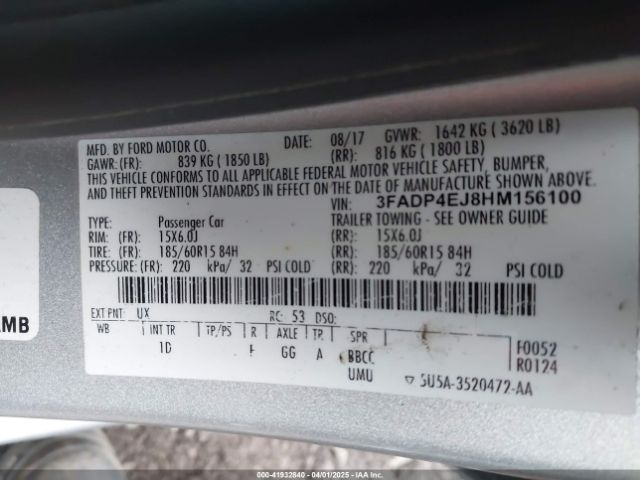 MFD. BY FORD MOTOR CO. DATE: 08/17 GVWR: 1642 KG ( 3620 LB)
GAWR: (FR): 839 KG ( 1850 LB) (RR): 816 KG ( 1800 LB)
THIS VEHICLE CONFORMS TO ALL APPLICABLE FEDERAL MOTOR VEHICLE SAFETY, BUMPER,
AND THEFT PREVENTION STANDARDS IN EFFECT ON THE DATE OF MANUFACTURE SHOWN ABOVE.
VIN: 3FADP4EJ8HM156100
TYPE: Passenger Car TRAILER TOWING - SEE OWNER GUIDE
RIM: (FR): 15X6.0J (RR): 15X6.0J
TIRE: (FR): 185/60R15 84H (RR): 185/60R15 84H
PRESSURE: (FR): 220 kPa/ 32 PSI COLD (RR): 220 kPa/ 32 PSI COLD
EXT PNT: UX RC: 53 DSO:
WB INT TR TP/PS R AXLE TR SPR F0052
1D GG A BBCC R0124
UMU ▽ 5U5A-3520472-AA
MB
000-41932840 - 04/01/2025 - IAAI.COM